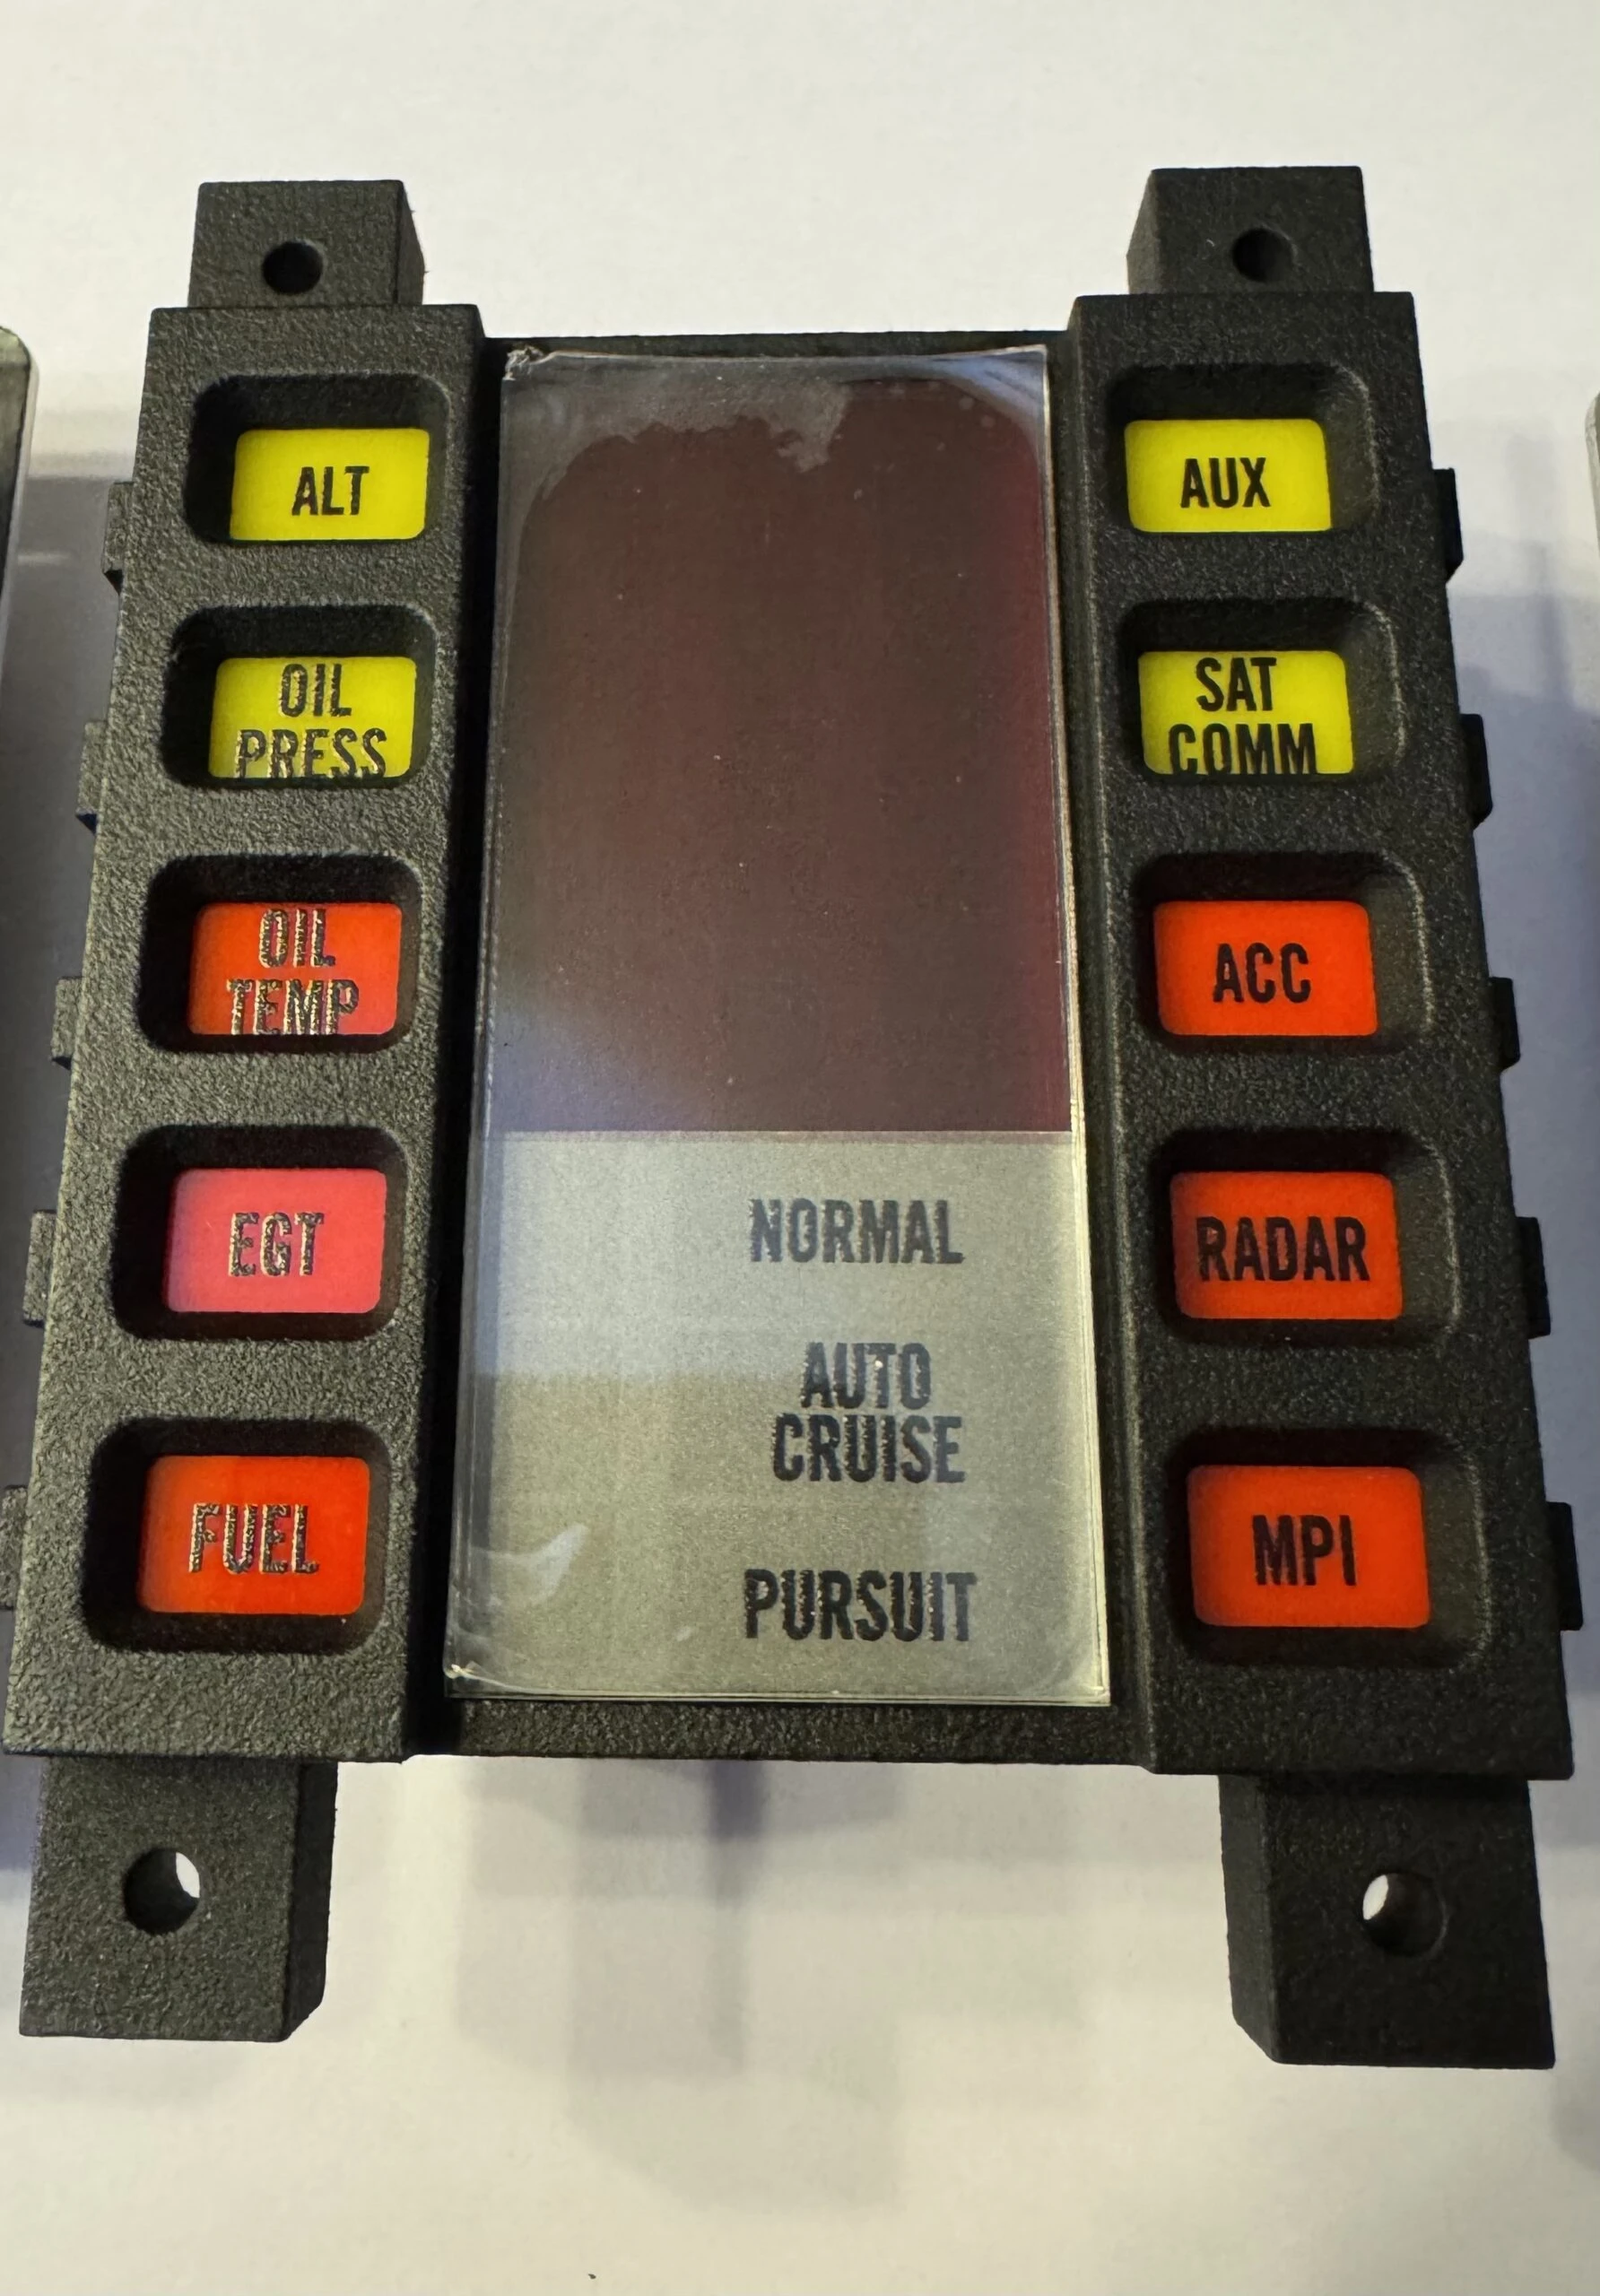 ALT
OIL
PRESS
OIL
TEMP
EGT
FUEL
NORMAL
AUTO
CRUISE
PURSUIT
AUX
SAT
COMM
ACC
RADAR
MPI